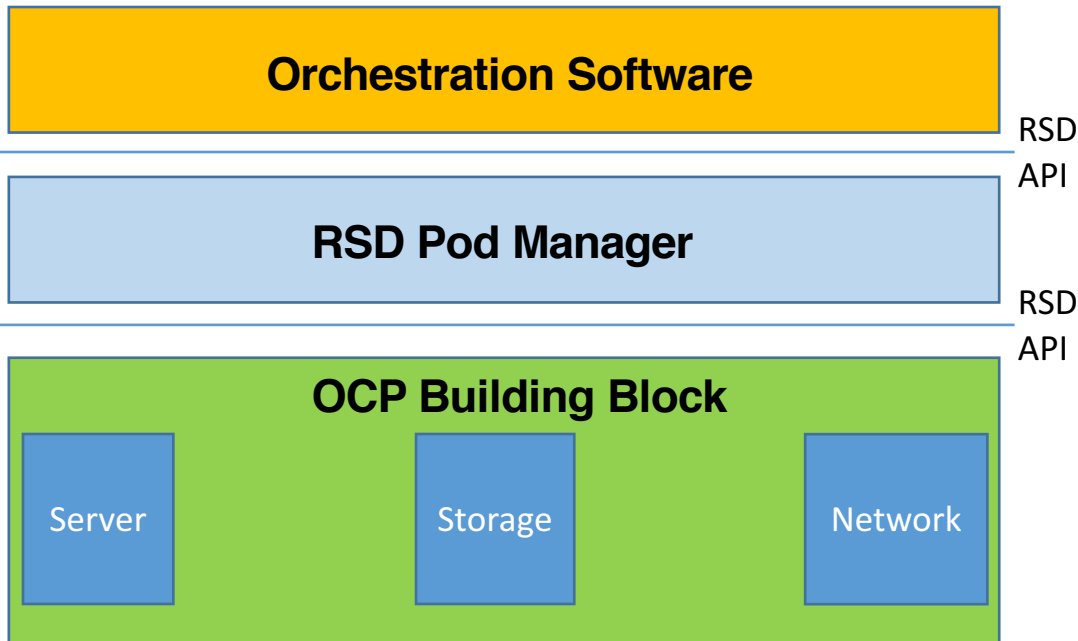 Orchestration Software
RSD
API
RSD Pod Manager
RSD
API
OCP Building Block
Server
Storage
Network